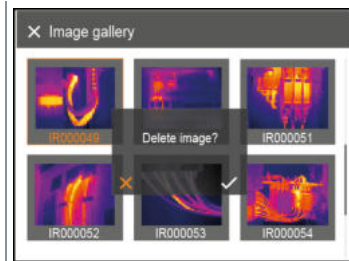 Image gallery
IR000049
IR000051
Delete image?
IR000052
IR000053
IR000054